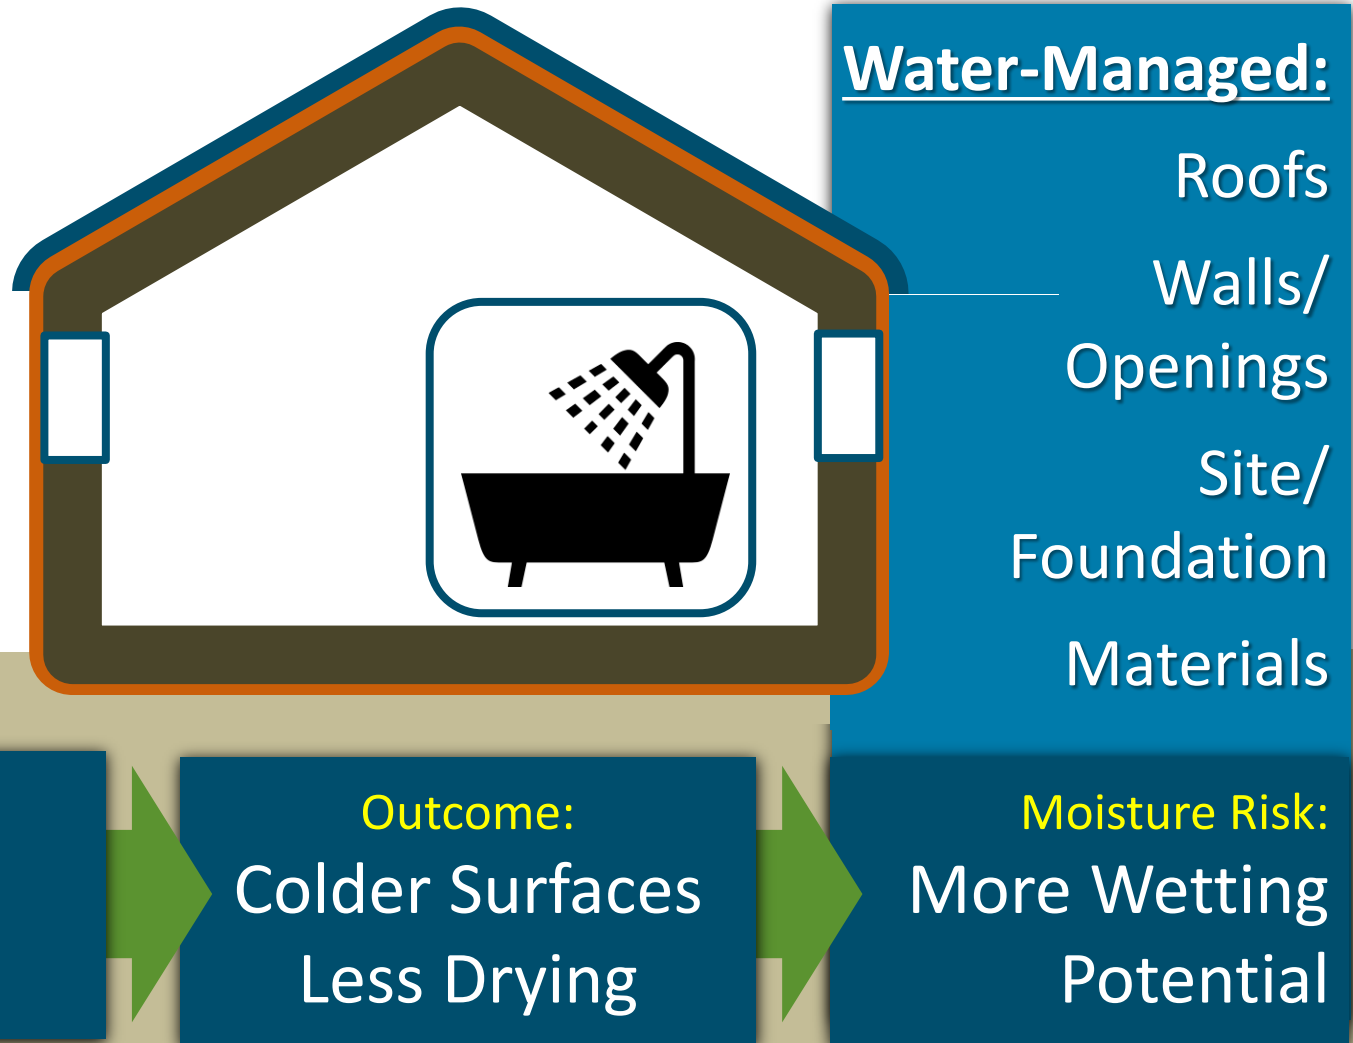 Water-Managed:
Roofs
Walls/
Openings
Site/
Foundation
Materials
Outcome:
Colder Surfaces
Less Drying
Moisture Risk:
More Wetting
Potential